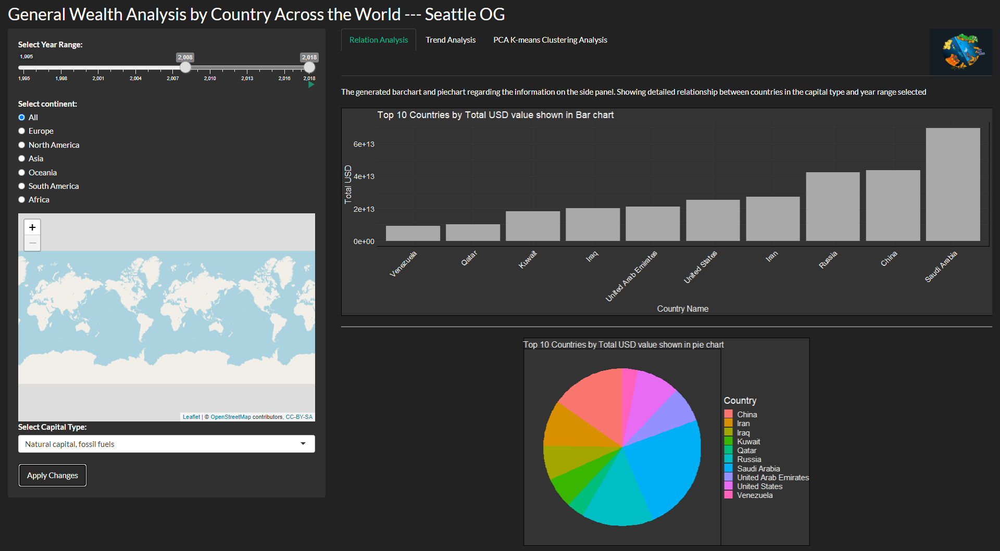 General Wealth Analysis by Country Across the World --- Seattle OG
Select Year Range:
1,995
2,008
2,018
1,995 1,998 2,001 2,004 2,007 2,010 2,013 2,016 2,018
Select continent:
All
Europe
North America
Asia
Oceania
South America
Africa
+
−
Leaflet | © OpenStreetMap contributors, CC-BY-SA
Select Capital Type:
Natural capital, fossil fuels
Apply Changes
Relation Analysis Trend Analysis PCA K-means Clustering Analysis
The generated barchart and piechart regarding the information on the side panel. Showing detailed relationship between countries in the capital type and year range selected
Top 10 Countries by Total USD value shown in Bar chart
Total USD
6e+13
4e+13
2e+13
0e+00
Venezuela
Qatar
Kuwait
Iraq
United Arab Emirates
United States
Iran
Russia
China
Saudi Arabia
Country Name
Top 10 Countries by Total USD value shown in pie chart
Country
China
Iran
Iraq
Kuwait
Qatar
Russia
Saudi Arabia
United Arab Emirates
United States
Venezuela